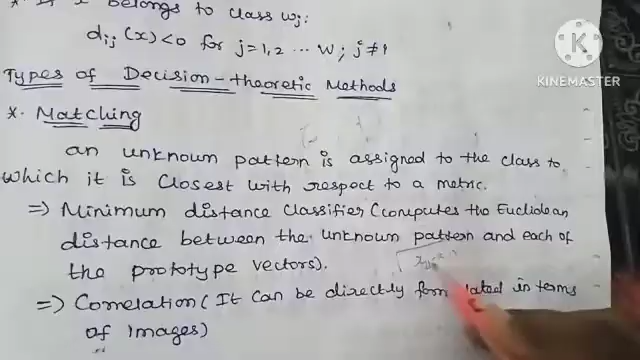 * If x belongs to class wj:
dij (x) < 0 for j = 1, 2 ... W; j ≠ i
Types of Decision-theoretic Methods
*. Matching
an unknown pattern is assigned to the class to
which it is closest with respect to a metric.
=> Minimum distance classifier (computes the Euclidean
distance between the unknown pattern and each of
the prototype vectors).
=> Correlation (It can be directly formulated in terms
of images)
KINEMASTER